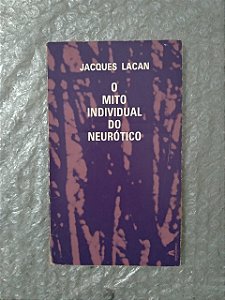 JACQUES LACAN
O
MITO
INDIVIDUAL
DO
NEURÓTICO